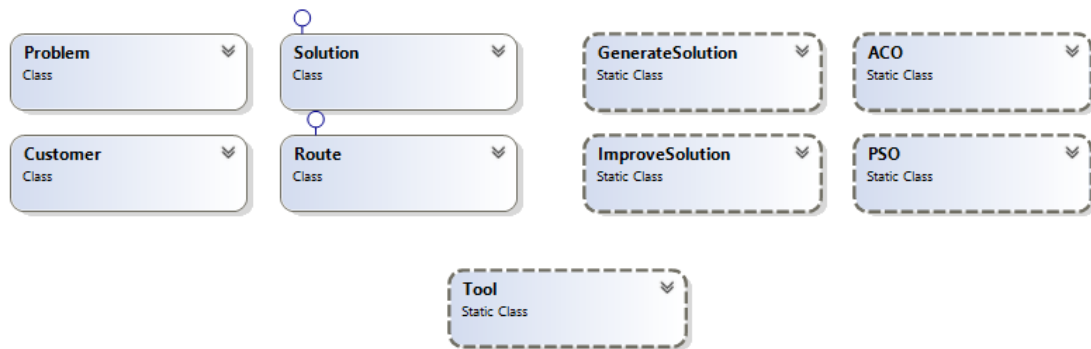 Problem
Class
Solution
Class
GenerateSolution
Static Class
ACO
Static Class
Customer
Class
Route
Class
ImproveSolution
Static Class
PSO
Static Class
Tool
Static Class